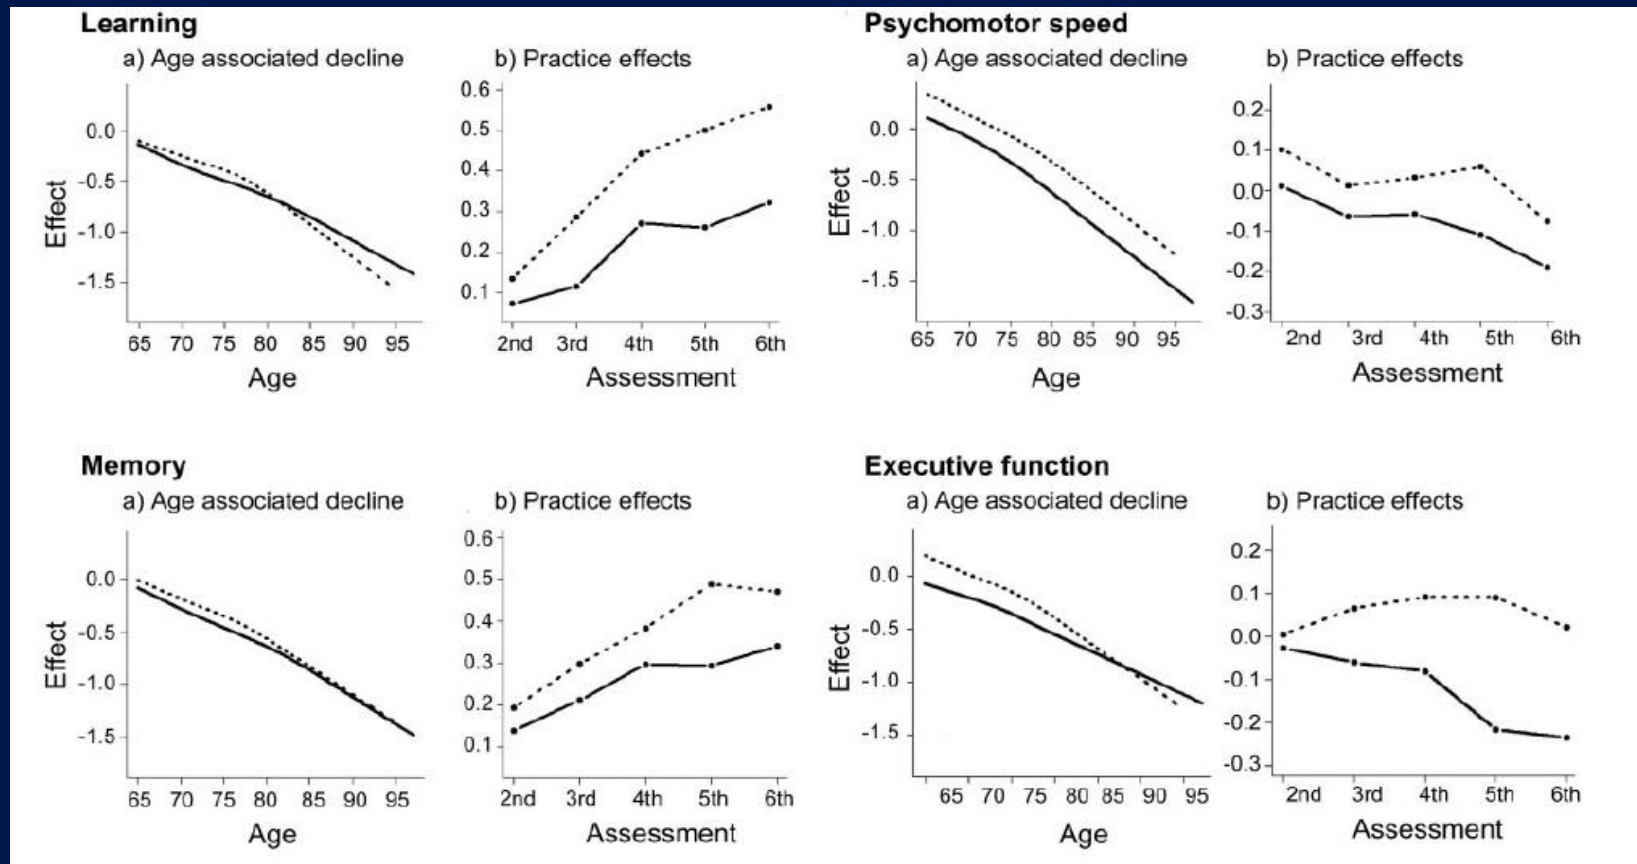 Learning
a) Age associated decline
b) Practice effects
Effect
0.0
-0.5
-1.0
-1.5
65 70 75 80 85 90 95
Age
0.6
0.5
0.4
0.3
0.2
0.1
2nd 3rd 4th 5th 6th
Assessment
Psychomotor speed
a) Age associated decline
b) Practice effects
Effect
0.0
-0.5
-1.0
-1.5
65 70 75 80 85 90 95
Age
0.2
0.1
0.0
-0.1
-0.2
-0.3
2nd 3rd 4th 5th 6th
Assessment
Memory
a) Age associated decline
b) Practice effects
Effect
0.0
-0.5
-1.0
-1.5
65 70 75 80 85 90 95
Age
0.6
0.5
0.4
0.3
0.2
0.1
2nd 3rd 4th 5th 6th
Assessment
Executive function
a) Age associated decline
b) Practice effects
Effect
0.0
-0.5
-1.0
-1.5
65 70 75 80 85 90 95
Age
0.2
0.1
0.0
-0.1
-0.2
-0.3
2nd 3rd 4th 5th 6th
Assessment